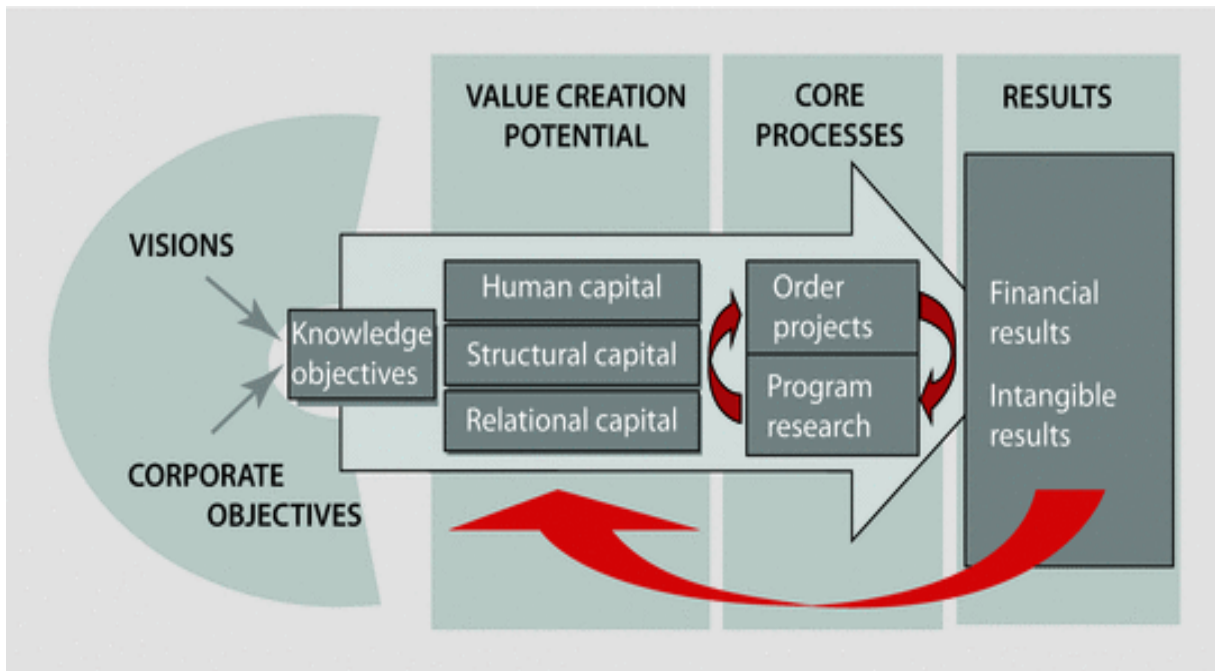 VALUE CREATION
POTENTIAL
CORE
PROCESSES
RESULTS
VISIONS
CORPORATE
OBJECTIVES
Knowledge
objectives
Human capital
Structural capital
Relational capital
Order
projects
Program
research
Financial
results
Intangible
results